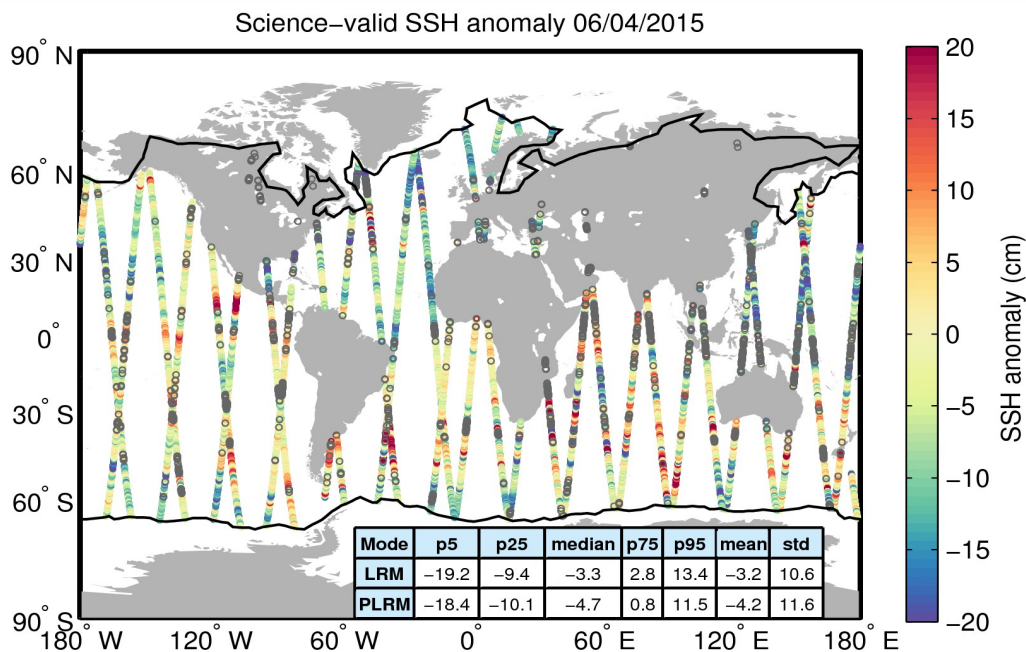 Science−valid SSH anomaly 06/04/2015
90° N
60° N
30° N
0°
30° S
60° S
90° S
180° W
120° W
60° W
0°
60° E
120° E
180° E
Mode p5 p25 median p75 p95 mean std
LRM −19.2 −9.4 −3.3 2.8 13.4 −3.2 10.6
PLRM −18.4 −10.1 −4.7 0.8 11.5 −4.2 11.6
20
15
10
5
0
−5
−10
−15
−20
SSH anomaly (cm)